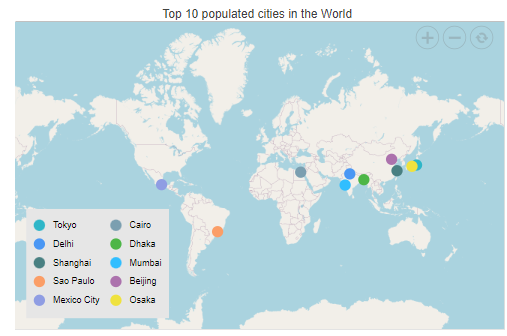 Top 10 populated cities in the World
Tokyo
Delhi
Shanghai
Sao Paulo
Mexico City
Cairo
Dhaka
Mumbai
Beijing
Osaka